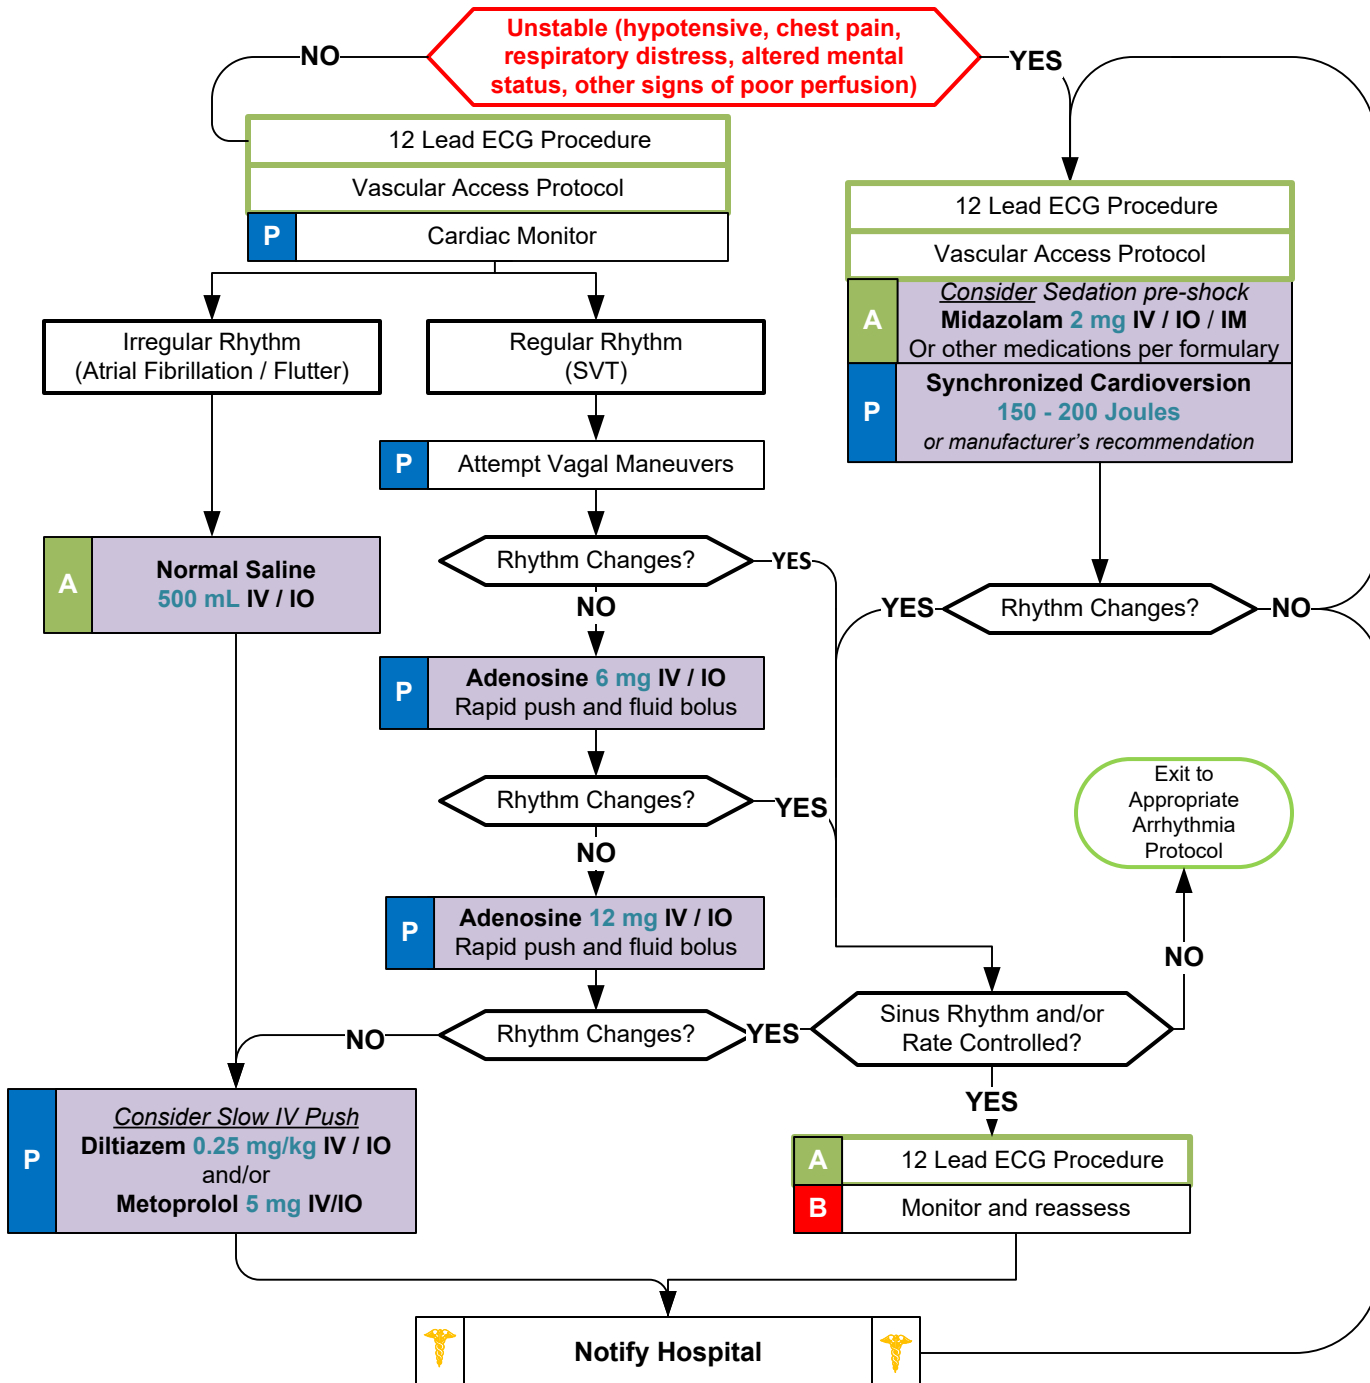 Unstable (hypotensive, chest pain,
respiratory distress, altered mental
status, other signs of poor perfusion)
NO
YES
12 Lead ECG Procedure
Vascular Access Protocol
P
Cardiac Monitor
12 Lead ECG Procedure
Vascular Access Protocol
A
Consider Sedation pre-shock
Midazolam 2 mg IV / IO / IM
Or other medications per formulary
P
Synchronized Cardioversion
150 - 200 Joules
or manufacturer's recommendation
Irregular Rhythm
(Atrial Fibrillation / Flutter)
Regular Rhythm
(SVT)
P
Attempt Vagal Maneuvers
A
Normal Saline
500 mL IV / IO
Rhythm Changes?
YES
NO
YES
Rhythm Changes?
NO
P
Adenosine 6 mg IV / IO
Rapid push and fluid bolus
Rhythm Changes?
YES
NO
Exit to
Appropriate
Arrhythmia
Protocol
P
Adenosine 12 mg IV / IO
Rapid push and fluid bolus
NO
NO
Rhythm Changes?
YES
Sinus Rhythm and/or
Rate Controlled?
YES
P
Consider Slow IV Push
Diltiazem 0.25 mg/kg IV / IO
and/or
Metoprolol 5 mg IV/IO
A
12 Lead ECG Procedure
B
Monitor and reassess
Notify Hospital